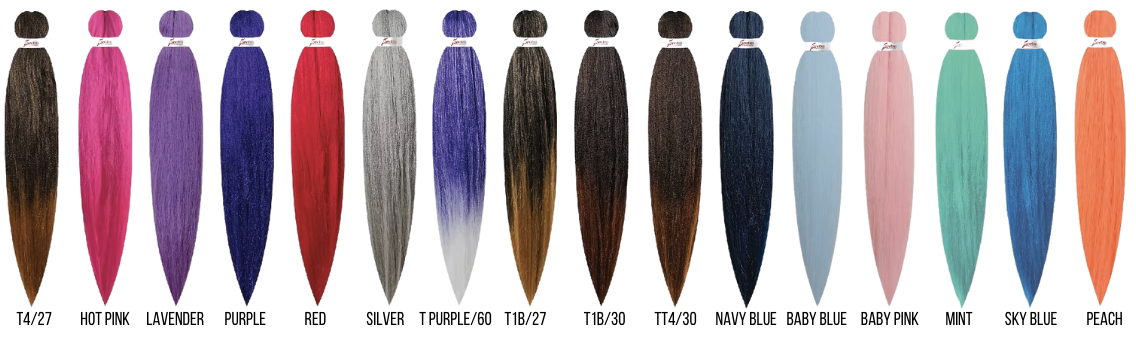 T4/27 HOT PINK LAVENDER PURPLE RED SILVER T PURPLE/60 T1B/27 T1B/30 TT4/30 NAVY BLUE BABY BLUE BABY PINK MINT SKY BLUE PEACH